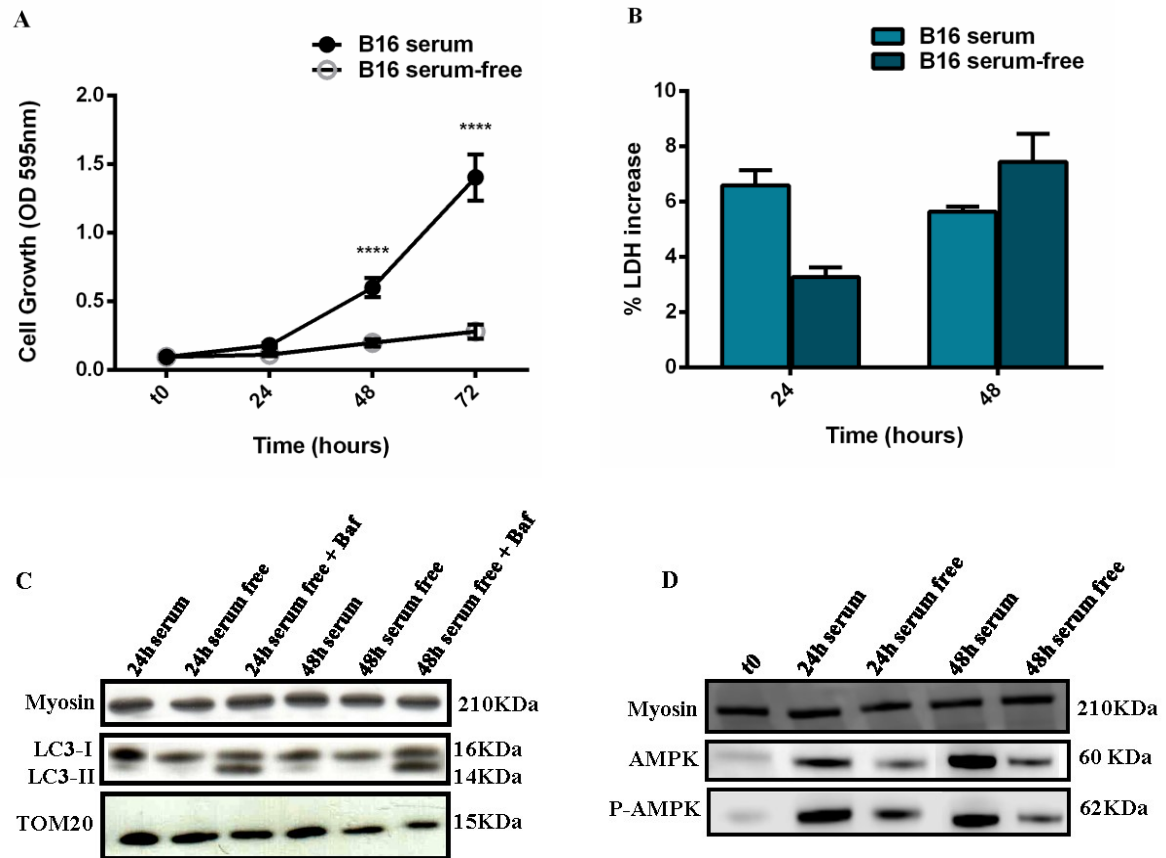 A
B16 serum
B16 serum-free
Cell Growth (OD 595nm)
2.0
1.5
1.0
0.5
0.0
****
****
t0
24
48
72
Time (hours)
B
B16 serum
B16 serum-free
% LDH increase
10
8
6
4
2
0
24
48
Time (hours)
C
24h serum
24h serum free
24h serum free + Baf
48h serum
48h serum free
48h serum free + Baf
Myosin
210KDa
LC3-I
16KDa
LC3-II
14KDa
TOM20
15KDa
D
t0
24h serum
24h serum free
48h serum
48h serum free
Myosin
210KDa
AMPK
60 KDa
P-AMPK
62KDa